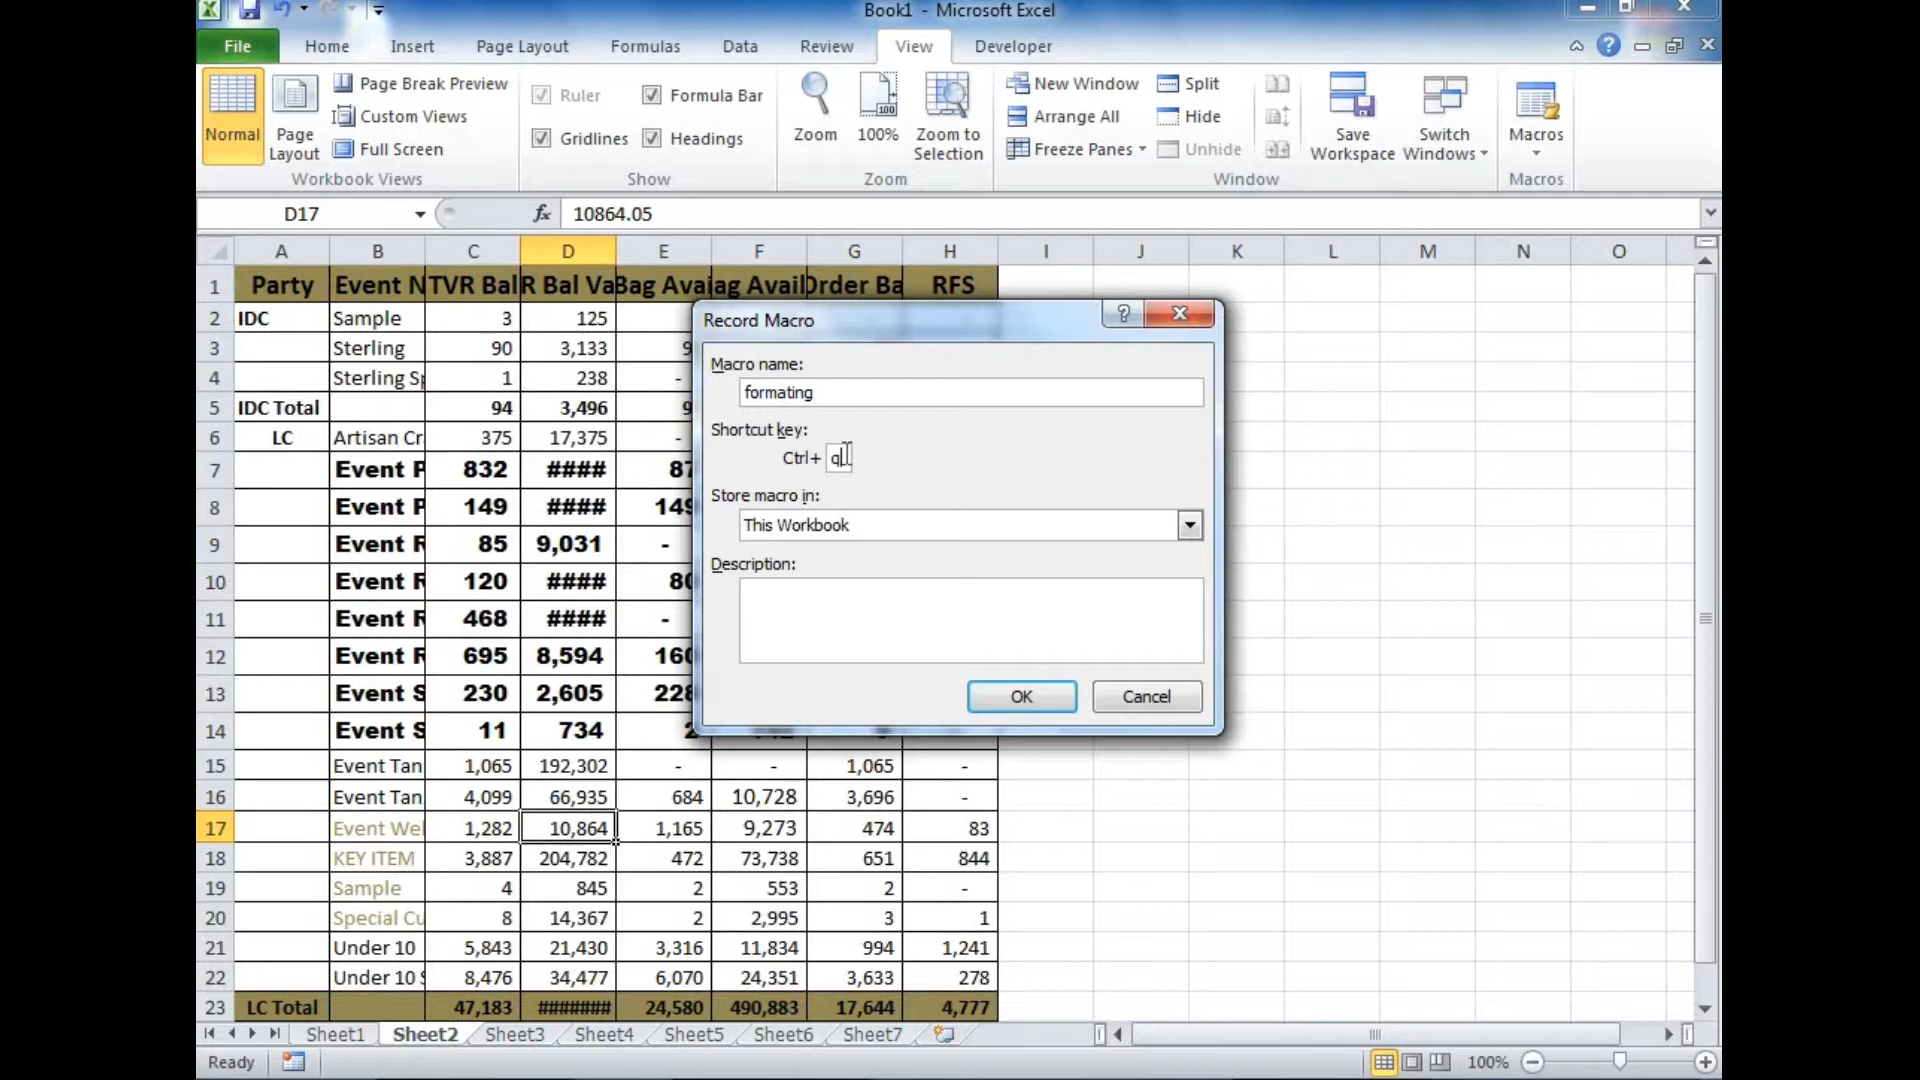 Book1 - Microsoft Excel
File Home Insert Page Layout Formulas Data Review View Developer
Normal
Page Layout
Page Break Preview
Custom Views
Full Screen
Workbook Views
Ruler
Formula Bar
Gridlines
Headings
Show
Zoom
100%
Zoom to Selection
Zoom
New Window
Arrange All
Freeze Panes
Split
Hide
Unhide
Save Workspace
Switch Windows
Window
Macros
Macros
D17 fx 10864.05
A B C D E F G H I J K L M N O
1 Party Event N TVR Bal R Bal Va Bag Avai ag Avail Order Ba RFS
2 IDC Sample 3 125
3 Sterling 90 3,133 9
4 Sterling Sp 1 238 -
5 IDC Total 94 3,496 9
6 LC Artisan Cr 375 17,375 -
7 Event P 832 #### 87
8 Event P 149 #### 149
9 Event R 85 9,031 -
10 Event R 120 #### 80
11 Event R 468 #### -
12 Event R 695 8,594 160
13 Event S 230 2,605 228
14 Event S 11 734 2
15 Event Tan 1,065 192,302 - - 1,065 -
16 Event Tan 4,099 66,935 684 10,728 3,696 -
17 Event Wel 1,282 10,864 1,165 9,273 474 83
18 KEY ITEM 3,887 204,782 472 73,738 651 844
19 Sample 4 845 2 553 2 -
20 Special Cu 8 14,367 2 2,995 3 1
21 Under 10 5,843 21,430 3,316 11,834 994 1,241
22 Under 10 S 8,476 34,477 6,070 24,351 3,633 278
23 LC Total 47,183 ####### 24,580 490,883 17,644 4,777
Record Macro
Macro name:
formating
Shortcut key:
Ctrl+ q
Store macro in:
This Workbook
Description:
OK Cancel
Sheet1 Sheet2 Sheet3 Sheet4 Sheet5 Sheet6 Sheet7
Ready 100%